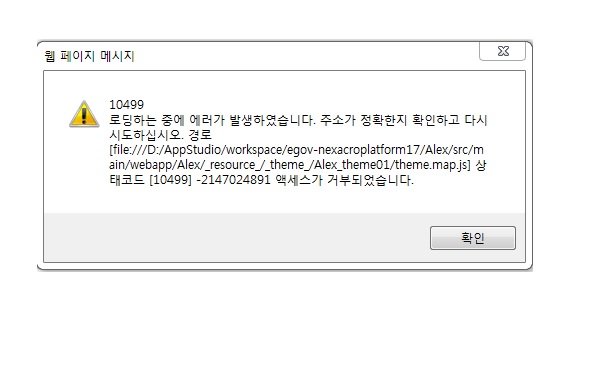 웹 페이지 메시지
10499
로딩하는 중에 에러가 발생하였습니다. 주소가 정확한지 확인하고 다시
시도하십시오. 경로
[file:///D:/AppStudio/workspace/egov-nexacroplatform17/Alex/src/m
ain/webapp/Alex/_resource_/_theme_/Alex_theme01/theme.map.js] 상
태코드 [10499] -2147024891 액세스가 거부되었습니다.
확인